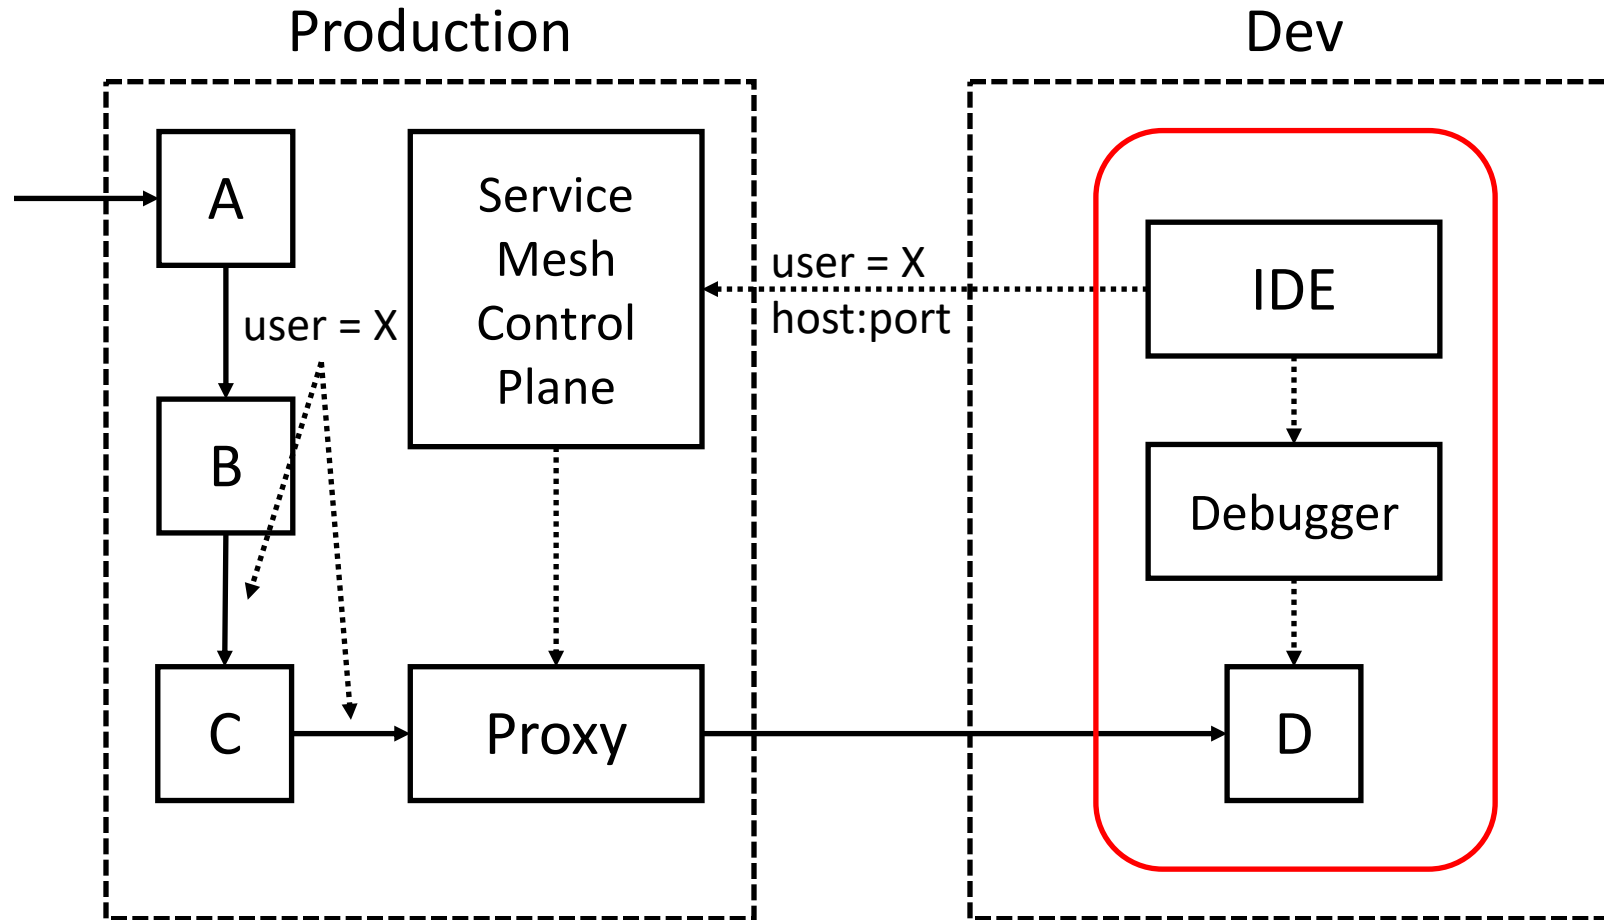 Production
Dev
A
Service
Mesh
Control
Plane
user = X
host:port
IDE
user = X
B
Debugger
C
Proxy
D